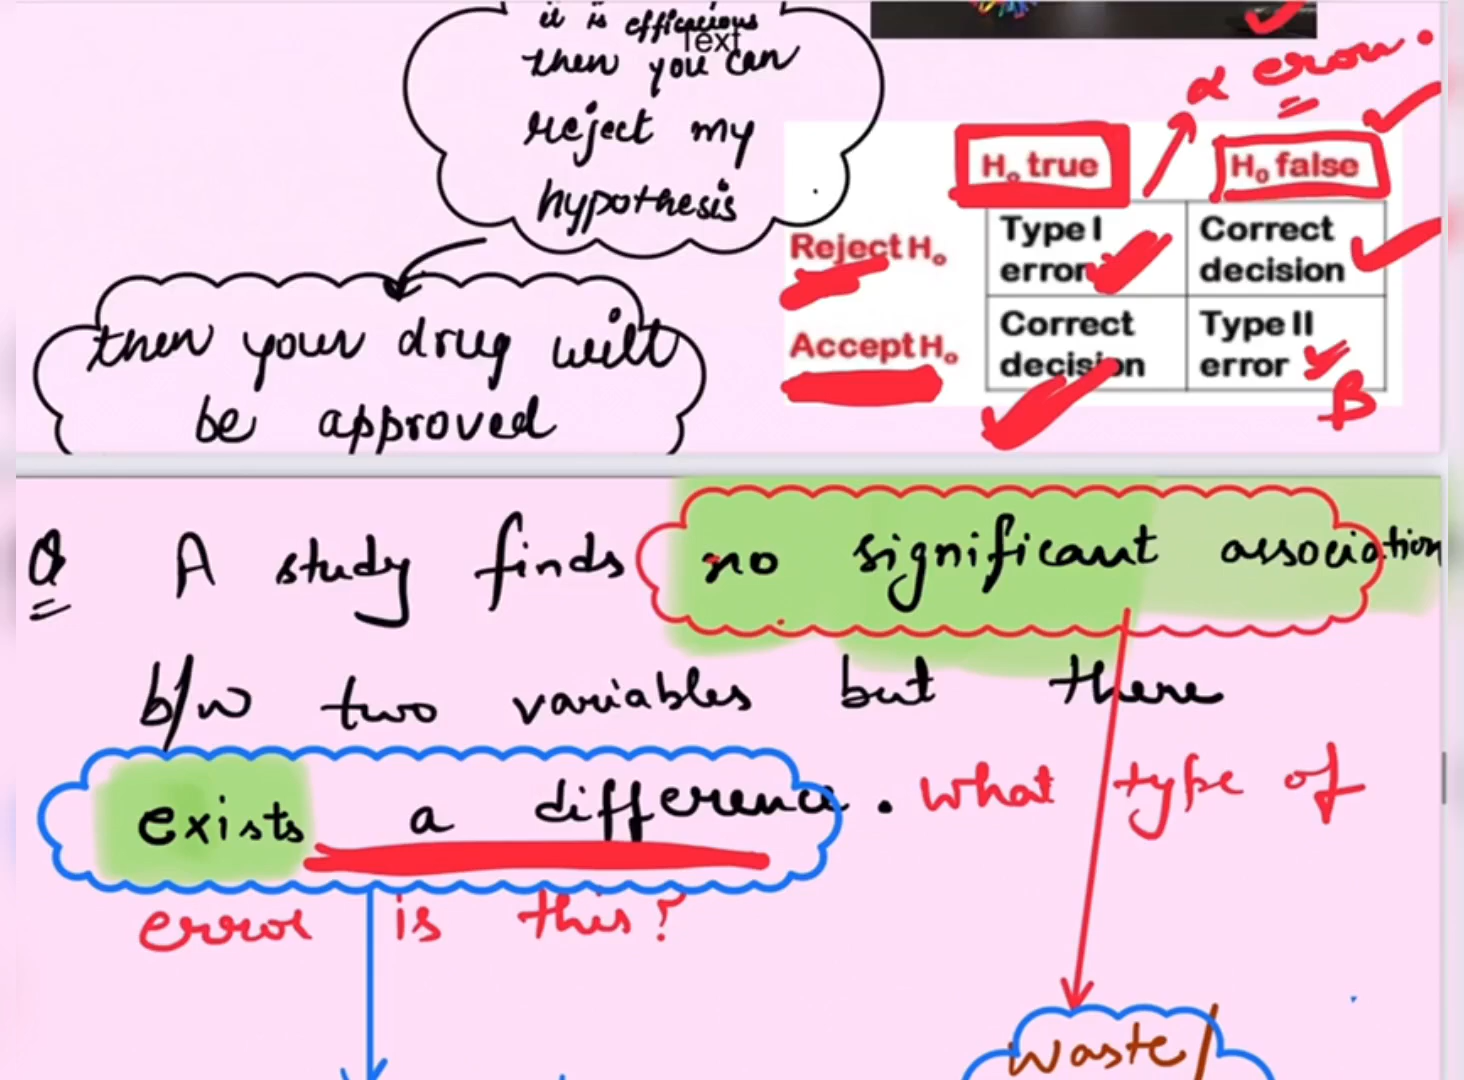 it is efficacious
Text
then you can
reject my
hypothesis
then your drug will
be approved
α error.
H₀ true
H₀ false
Reject H₀
Type I
error
Correct
decision
Accept H₀
Correct
decision
Type II
error
B
Q A study finds no significant association
b/w two variables but there
exists a difference. what type of
error is this?
waste/